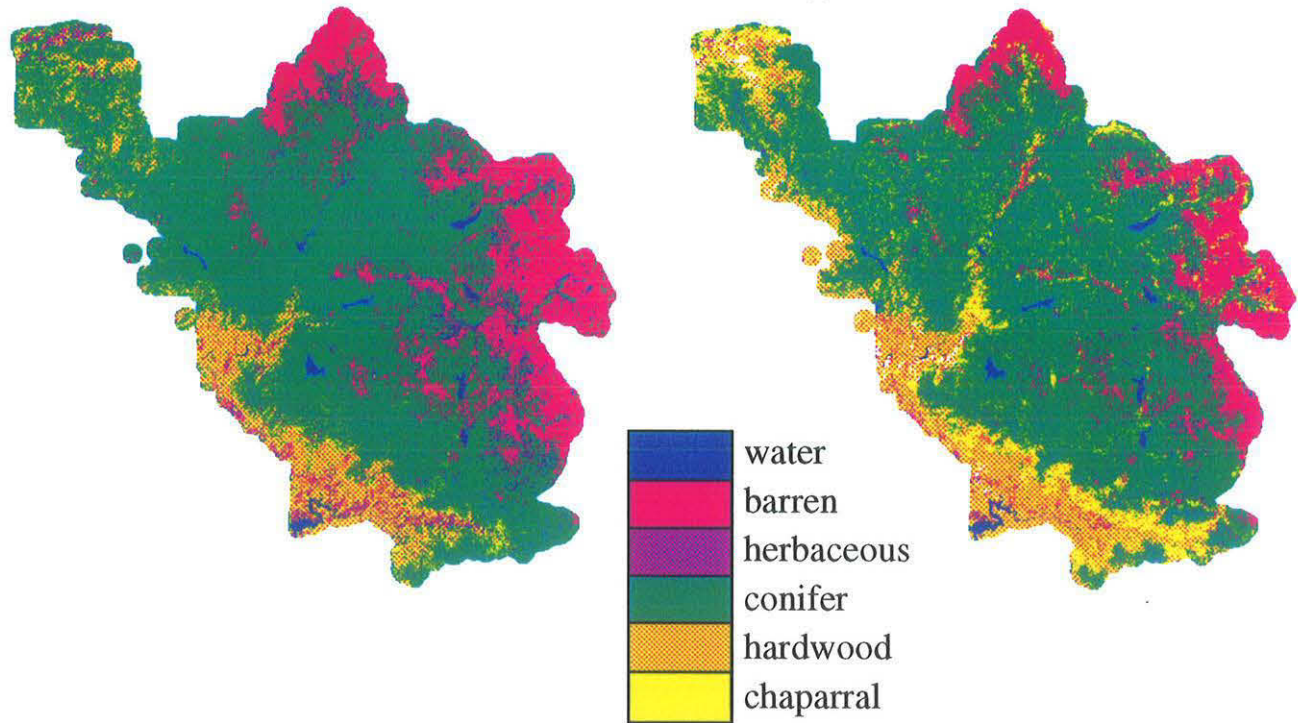 water
barren
herbaceous
conifer
hardwood
chaparral